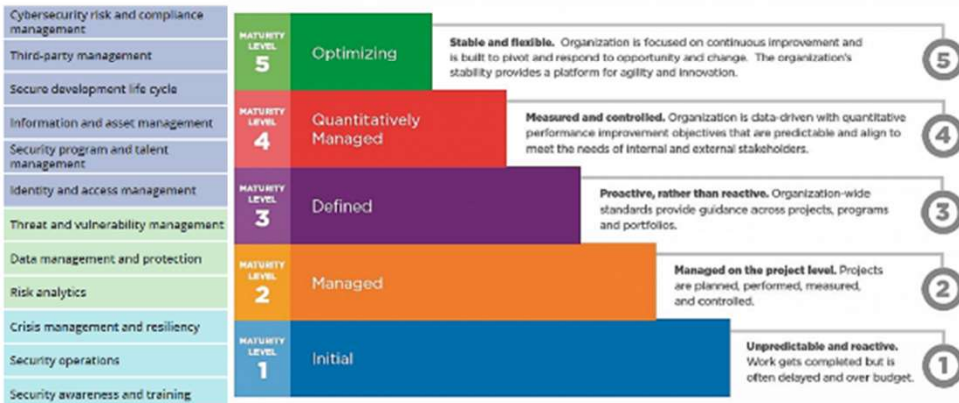 Cybersecurity risk and compliance
management
Third-party management
Secure development life cycle
Information and asset management
Security program and talent
management
Identity and access management
Threat and vulnerability management
Data management and protection
Risk analytics
Crisis management and resiliency
Security operations
Security awareness and training
MATURITY
LEVEL
5
Optimizing
Stable and flexible. Organization is focused on continuous improvement and
is built to pivot and respond to opportunity and change. The organization's
stability provides a platform for agility and innovation.
5
MATURITY
LEVEL
4
Quantitatively
Managed
Measured and controlled. Organization is data-driven with quantitative
performance improvement objectives that are predictable and align to
meet the needs of internal and external stakeholders.
4
MATURITY
LEVEL
3
Defined
Proactive, rather than reactive. Organization-wide
standards provide guidance across projects, programs
and portfolios.
3
MATURITY
LEVEL
2
Managed
Managed on the project level. Projects
are planned, performed, measured,
and controlled.
2
MATURITY
LEVEL
1
Initial
Unpredictable and reactive.
Work gets completed but is
often delayed and over budget.
1